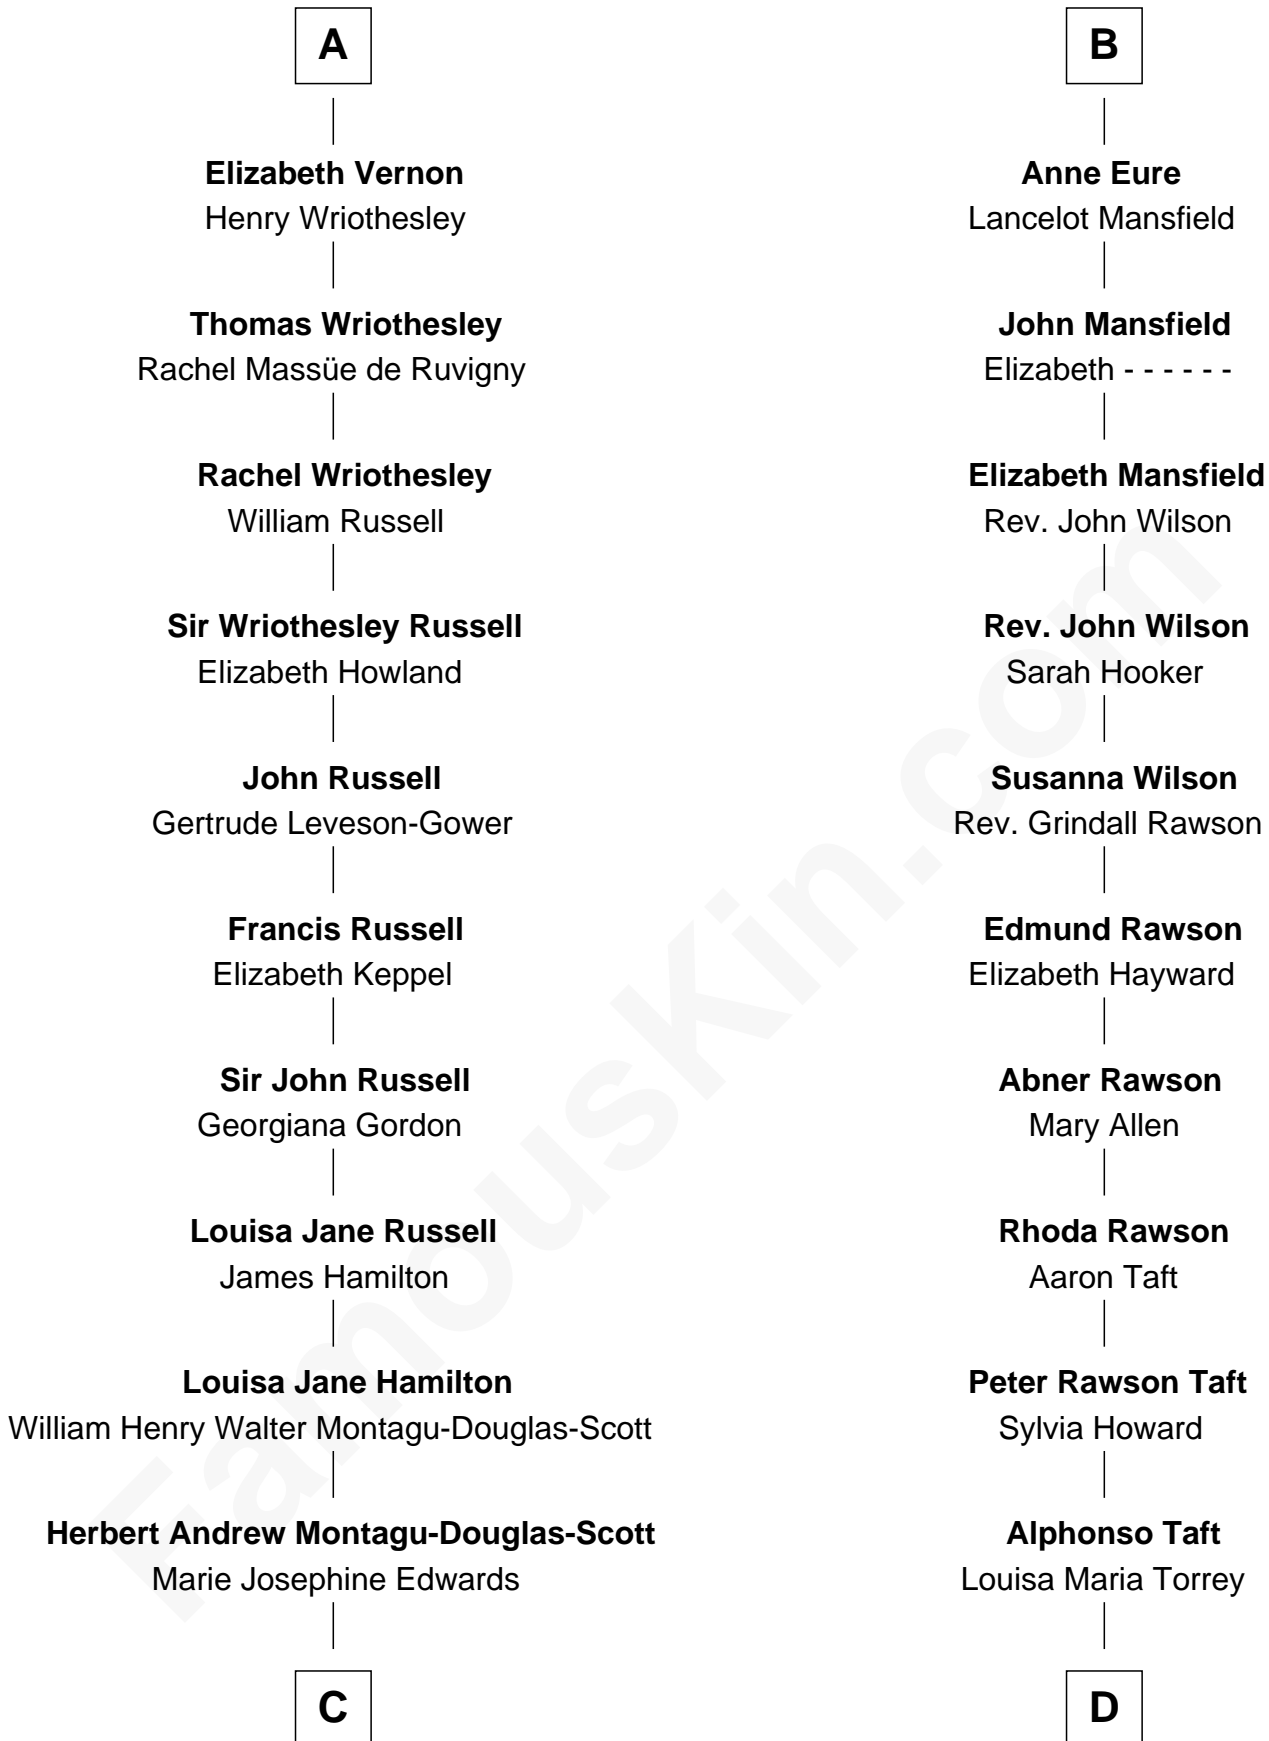 A
Elizabeth Vernon
Henry Wriothesley
Thomas Wriothesley
Rachel Massüe de Ruvigny
Rachel Wriothesley
William Russell
Sir Wriothesley Russell
Elizabeth Howland
John Russell
Gertrude Leveson-Gower
Francis Russell
Elizabeth Keppel
Sir John Russell
Georgiana Gordon
Louisa Jane Russell
James Hamilton
Louisa Jane Hamilton
William Henry Walter Montagu-Douglas-Scott
Herbert Andrew Montagu-Douglas-Scott
Marie Josephine Edwards
C
B
Anne Eure
Lancelot Mansfield
John Mansfield
Elizabeth - - - - - -
Elizabeth Mansfield
Rev. John Wilson
Rev. John Wilson
Sarah Hooker
Susanna Wilson
Rev. Grindall Rawson
Edmund Rawson
Elizabeth Hayward
Abner Rawson
Mary Allen
Rhoda Rawson
Aaron Taft
Peter Rawson Taft
Sylvia Howard
Alphonso Taft
Louisa Maria Torrey
D
FamousKin.com